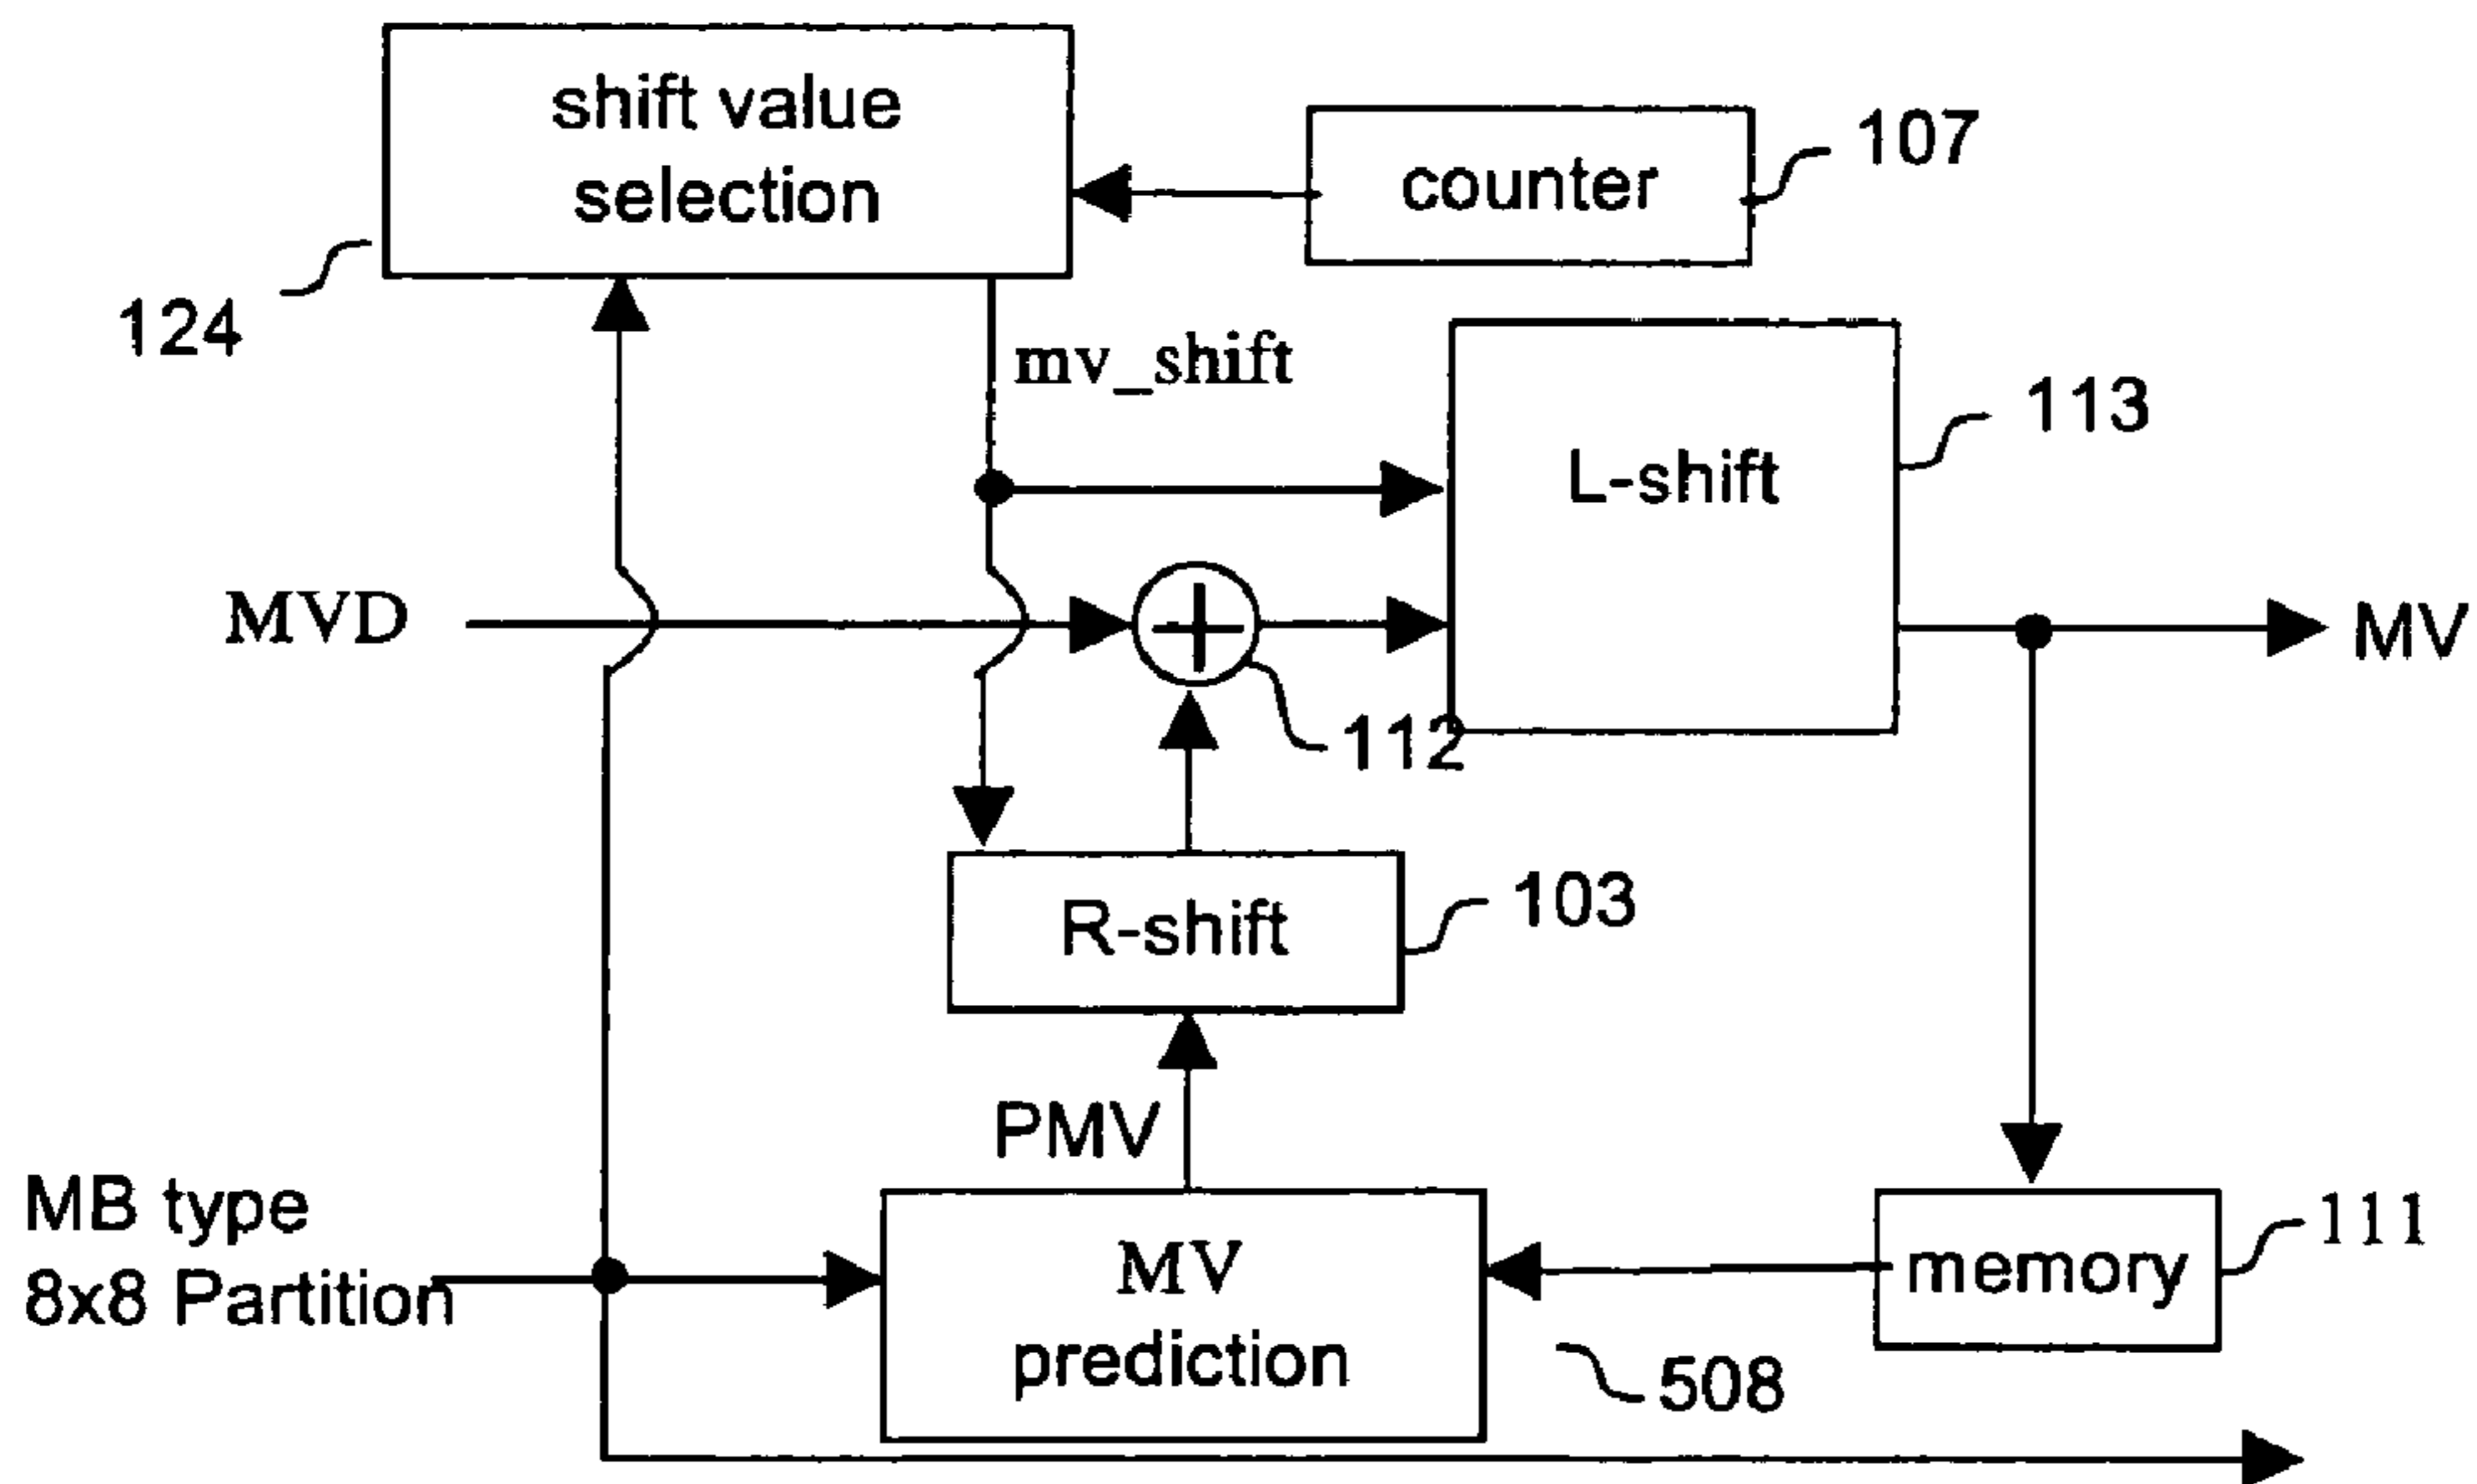 shift value
selection
124
counter
107
mv_shift
L-shift
113
MVD
MV
112
R-shift
103
PMV
MB type
8x8 Partition
MV
prediction
508
memory
111